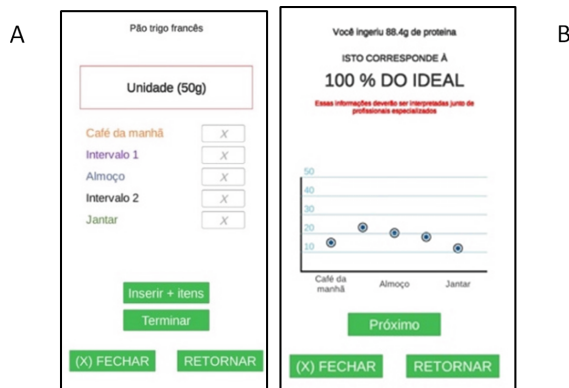 A
Pão trigo francês
Unidade (50g)
Café da manhã X
Intervalo 1 X
Almoço X
Intervalo 2 X
Jantar X
Inserir + itens
Terminar
(X) FECHAR RETORNAR
B
Você ingeriu 88.4g de proteina
ISTO CORRESPONDE À
100 % DO IDEAL
Essas informações deverão ser interpretadas junto de
profissionais especializados
50
40
30
20
10
Café da
manhã
Almoço
Jantar
Próximo
(X) FECHAR RETORNAR